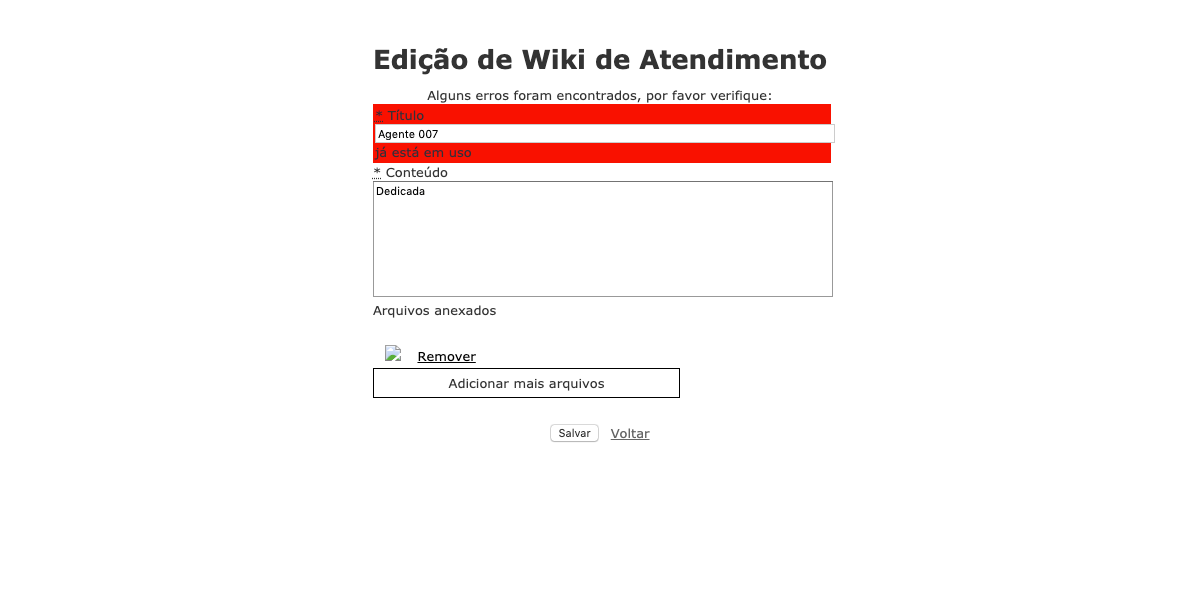 Edição de Wiki de Atendimento
Alguns erros foram encontrados, por favor verifique:
* Título
Agente 007
já está em uso
* Conteúdo
Dedicada
Arquivos anexados
Remover
Adicionar mais arquivos
Salvar Voltar